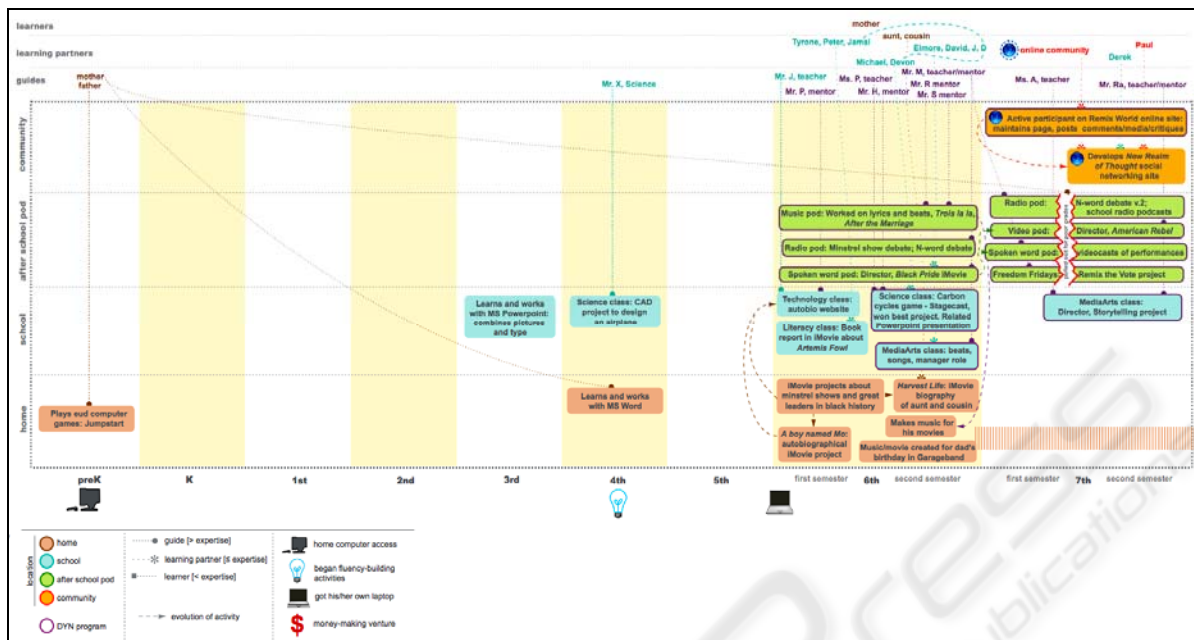 learners
mother
aunt, cousin
learning partners
Tyrone, Peter, Jamal
Elmore, David, J, D
Paul
online community
Michael, Devon
Derek
guides
mother
father
Mr. X, Science
Mr. J, teacher
Mr. P, mentor
Ms. P, teacher
Mr. H, mentor
Mr. M, teacher/mentor
Mr. R mentor
Mr. S mentor
Ms. A, teacher
Mr. Ra, teacher/mentor
community
Active participant on Remix World online site:
maintains page, posts comments/media/critiques
Develops New Realm
of Thought social
networking site
after school pod
Music pod: Worked on lyrics and beats, Trois la la,
After the Marriage
Radio pod: Minstrel show debate; N-word debate
Spoken word pod: Director, Black Pride iMovie
Radio pod:
N-word debate v.2;
school radio podcasts
Video pod:
Director, American Rebel
Spoken word pod:
videocasts of performances
Freedom Fridays:
Remix the Vote project
school
Learns and works
with MS Powerpoint:
combines pictures
and type
Science class: CAD
project to design
an airplane
Technology class:
autobio website
Literacy class: Book
report in iMovie about
Artemis Fowl
Science class: Carbon
cycles game - Stagecast,
won best project. Related
Powerpoint presentation
MediaArts class: beats,
songs, manager role
MediaArts class:
Director, Storytelling project
home
Plays eud computer
games: Jumpstart
Learns and works
with MS Word
iMovie projects about
minstrel shows and great
leaders in black history
Harvest Life: iMovie
biography
of aunt and cousin
A boy named Mo:
autobiographical
iMovie project
Makes music for
his movies
Music/movie created for dad's
birthday in Garageband
preK
K
1st
2nd
3rd
4th
5th
first semester
6th
second semester
first semester
7th
second semester
location
home
school
after school pod
community
DYN program
guide [> expertise]
learning partner [≤ expertise]
learner [< expertise]
evolution of activity
home computer access
began fluency-building
activities
got his/her own laptop
$
money-making venture